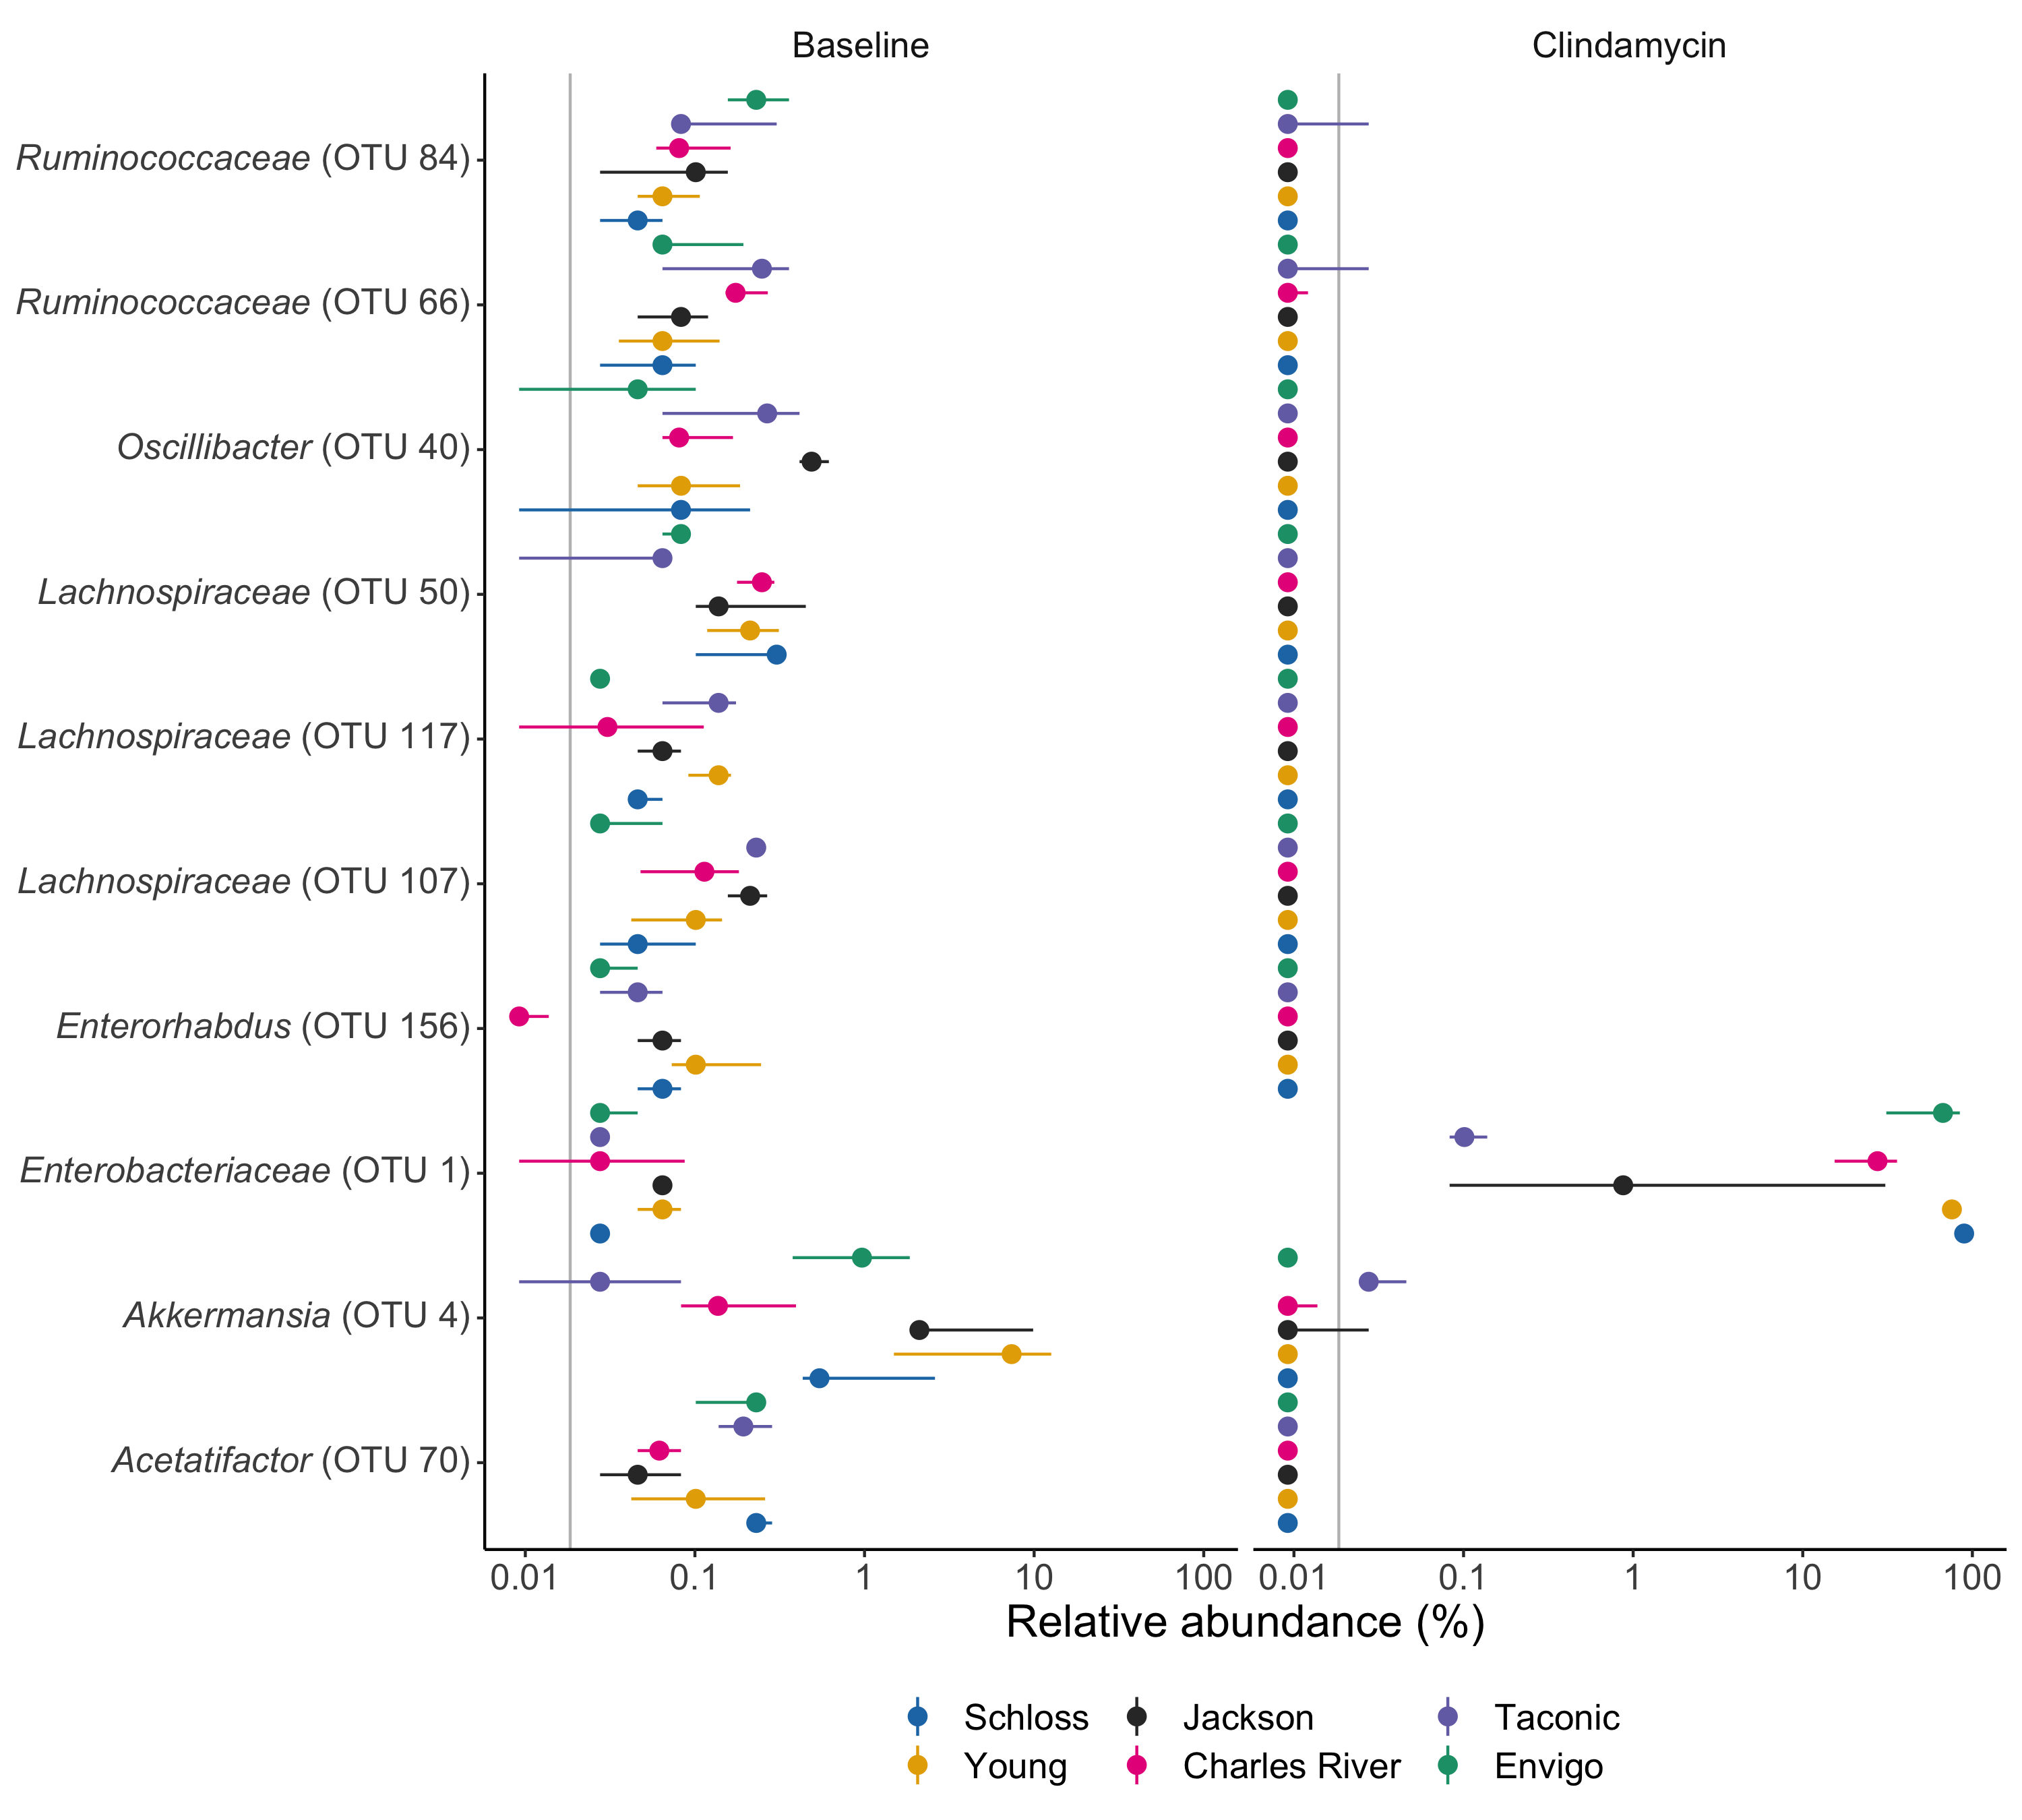 Baseline Clindamycin
Ruminococcaceae (OTU 84)
Ruminococcaceae (OTU 66)
Oscillibacter (OTU 40)
Lachnospiraceae (OTU 50)
Lachnospiraceae (OTU 117)
Lachnospiraceae (OTU 107)
Enterorhabdus (OTU 156)
Enterobacteriaceae (OTU 1)
Akkermansia (OTU 4)
Acetatifactor (OTU 70)
0.01 0.1 1 10 100 0.01 0.1 1 10 100
Relative abundance (%)
Schloss Jackson Taconic
Young Charles River Envigo